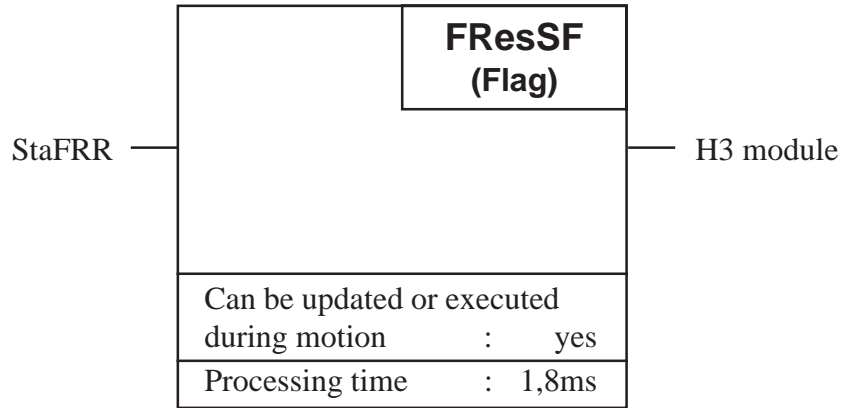 FResSF
(Flag)
StaFRR
H3 module
Can be updated or executed
during motion : yes
Processing time : 1,8ms